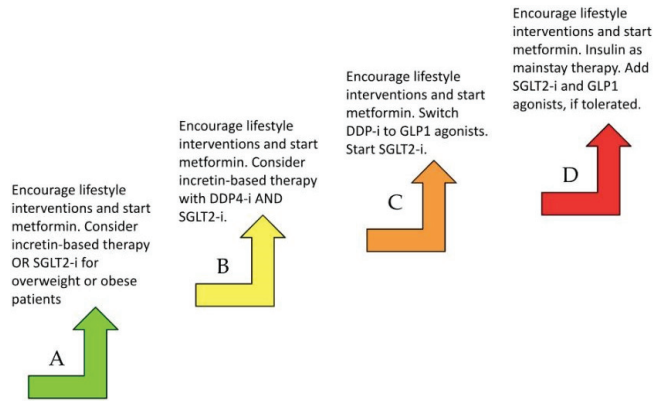 Encourage lifestyle
interventions and start
metformin. Consider
incretin-based therapy
OR SGLT2-i for
overweight or obese
patients
A
Encourage lifestyle
interventions and start
metformin. Consider
incretin-based therapy
with DDP4-i AND
SGLT2-i.
B
Encourage lifestyle
interventions and start
metformin. Switch
DDP-i to GLP1 agonists.
Start SGLT2-i.
C
Encourage lifestyle
interventions and start
metformin. Insulin as
mainstay therapy. Add
SGLT2-i and GLP1
agonists, if tolerated.
D